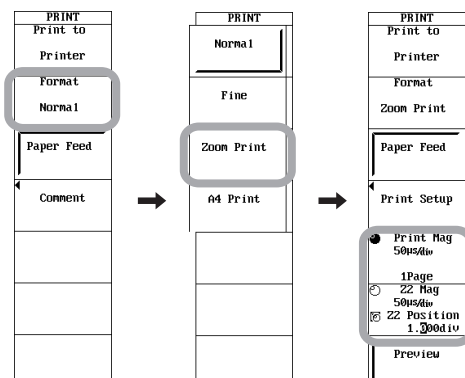 PRINT
Print to
Printer
Format
Normal
Paper Feed
Comment
PRINT
Normal
Fine
Zoom Print
A4 Print
PRINT
Print to
Printer
Format
Zoom Print
Paper Feed
Print Setup
Print Mag
50µs/div
1Page
Z2 Mag
50µs/div
Z2 Position
1.000div
Preview